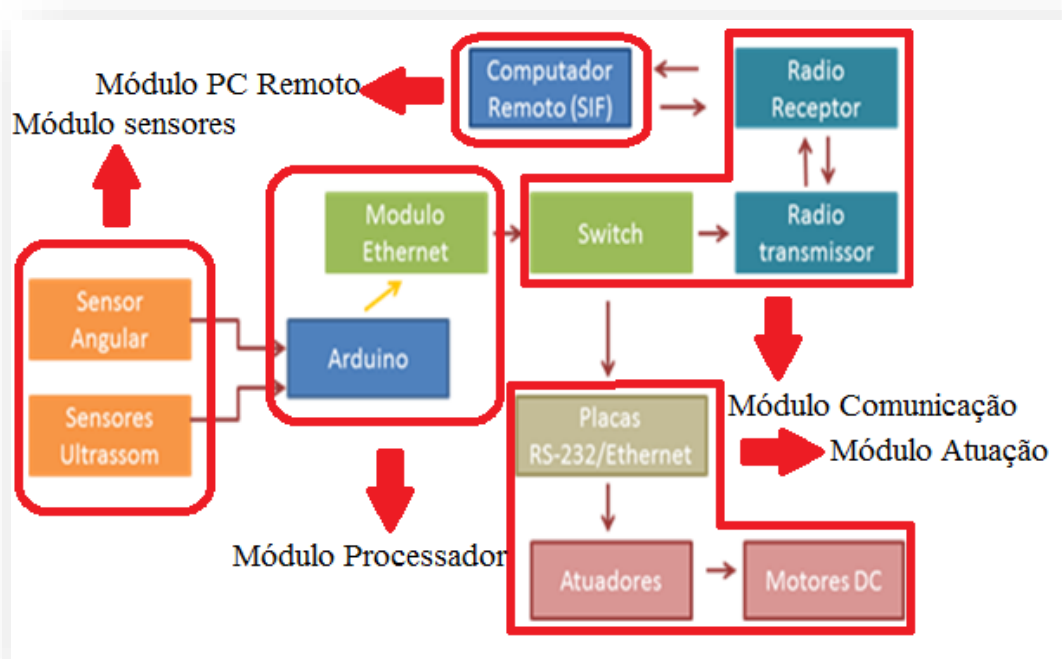 Módulo PC Remoto
Módulo sensores
Computador
Remoto (SIF)
Radio
Receptor
Modulo
Ethernet
Switch
Radio
transmissor
Sensor
Angular
Arduino
Sensores
Ultrassom
Placas
RS-232/Ethernet
Módulo Comunicação
Módulo Atuação
Módulo Processador
Atuadores
Motores DC